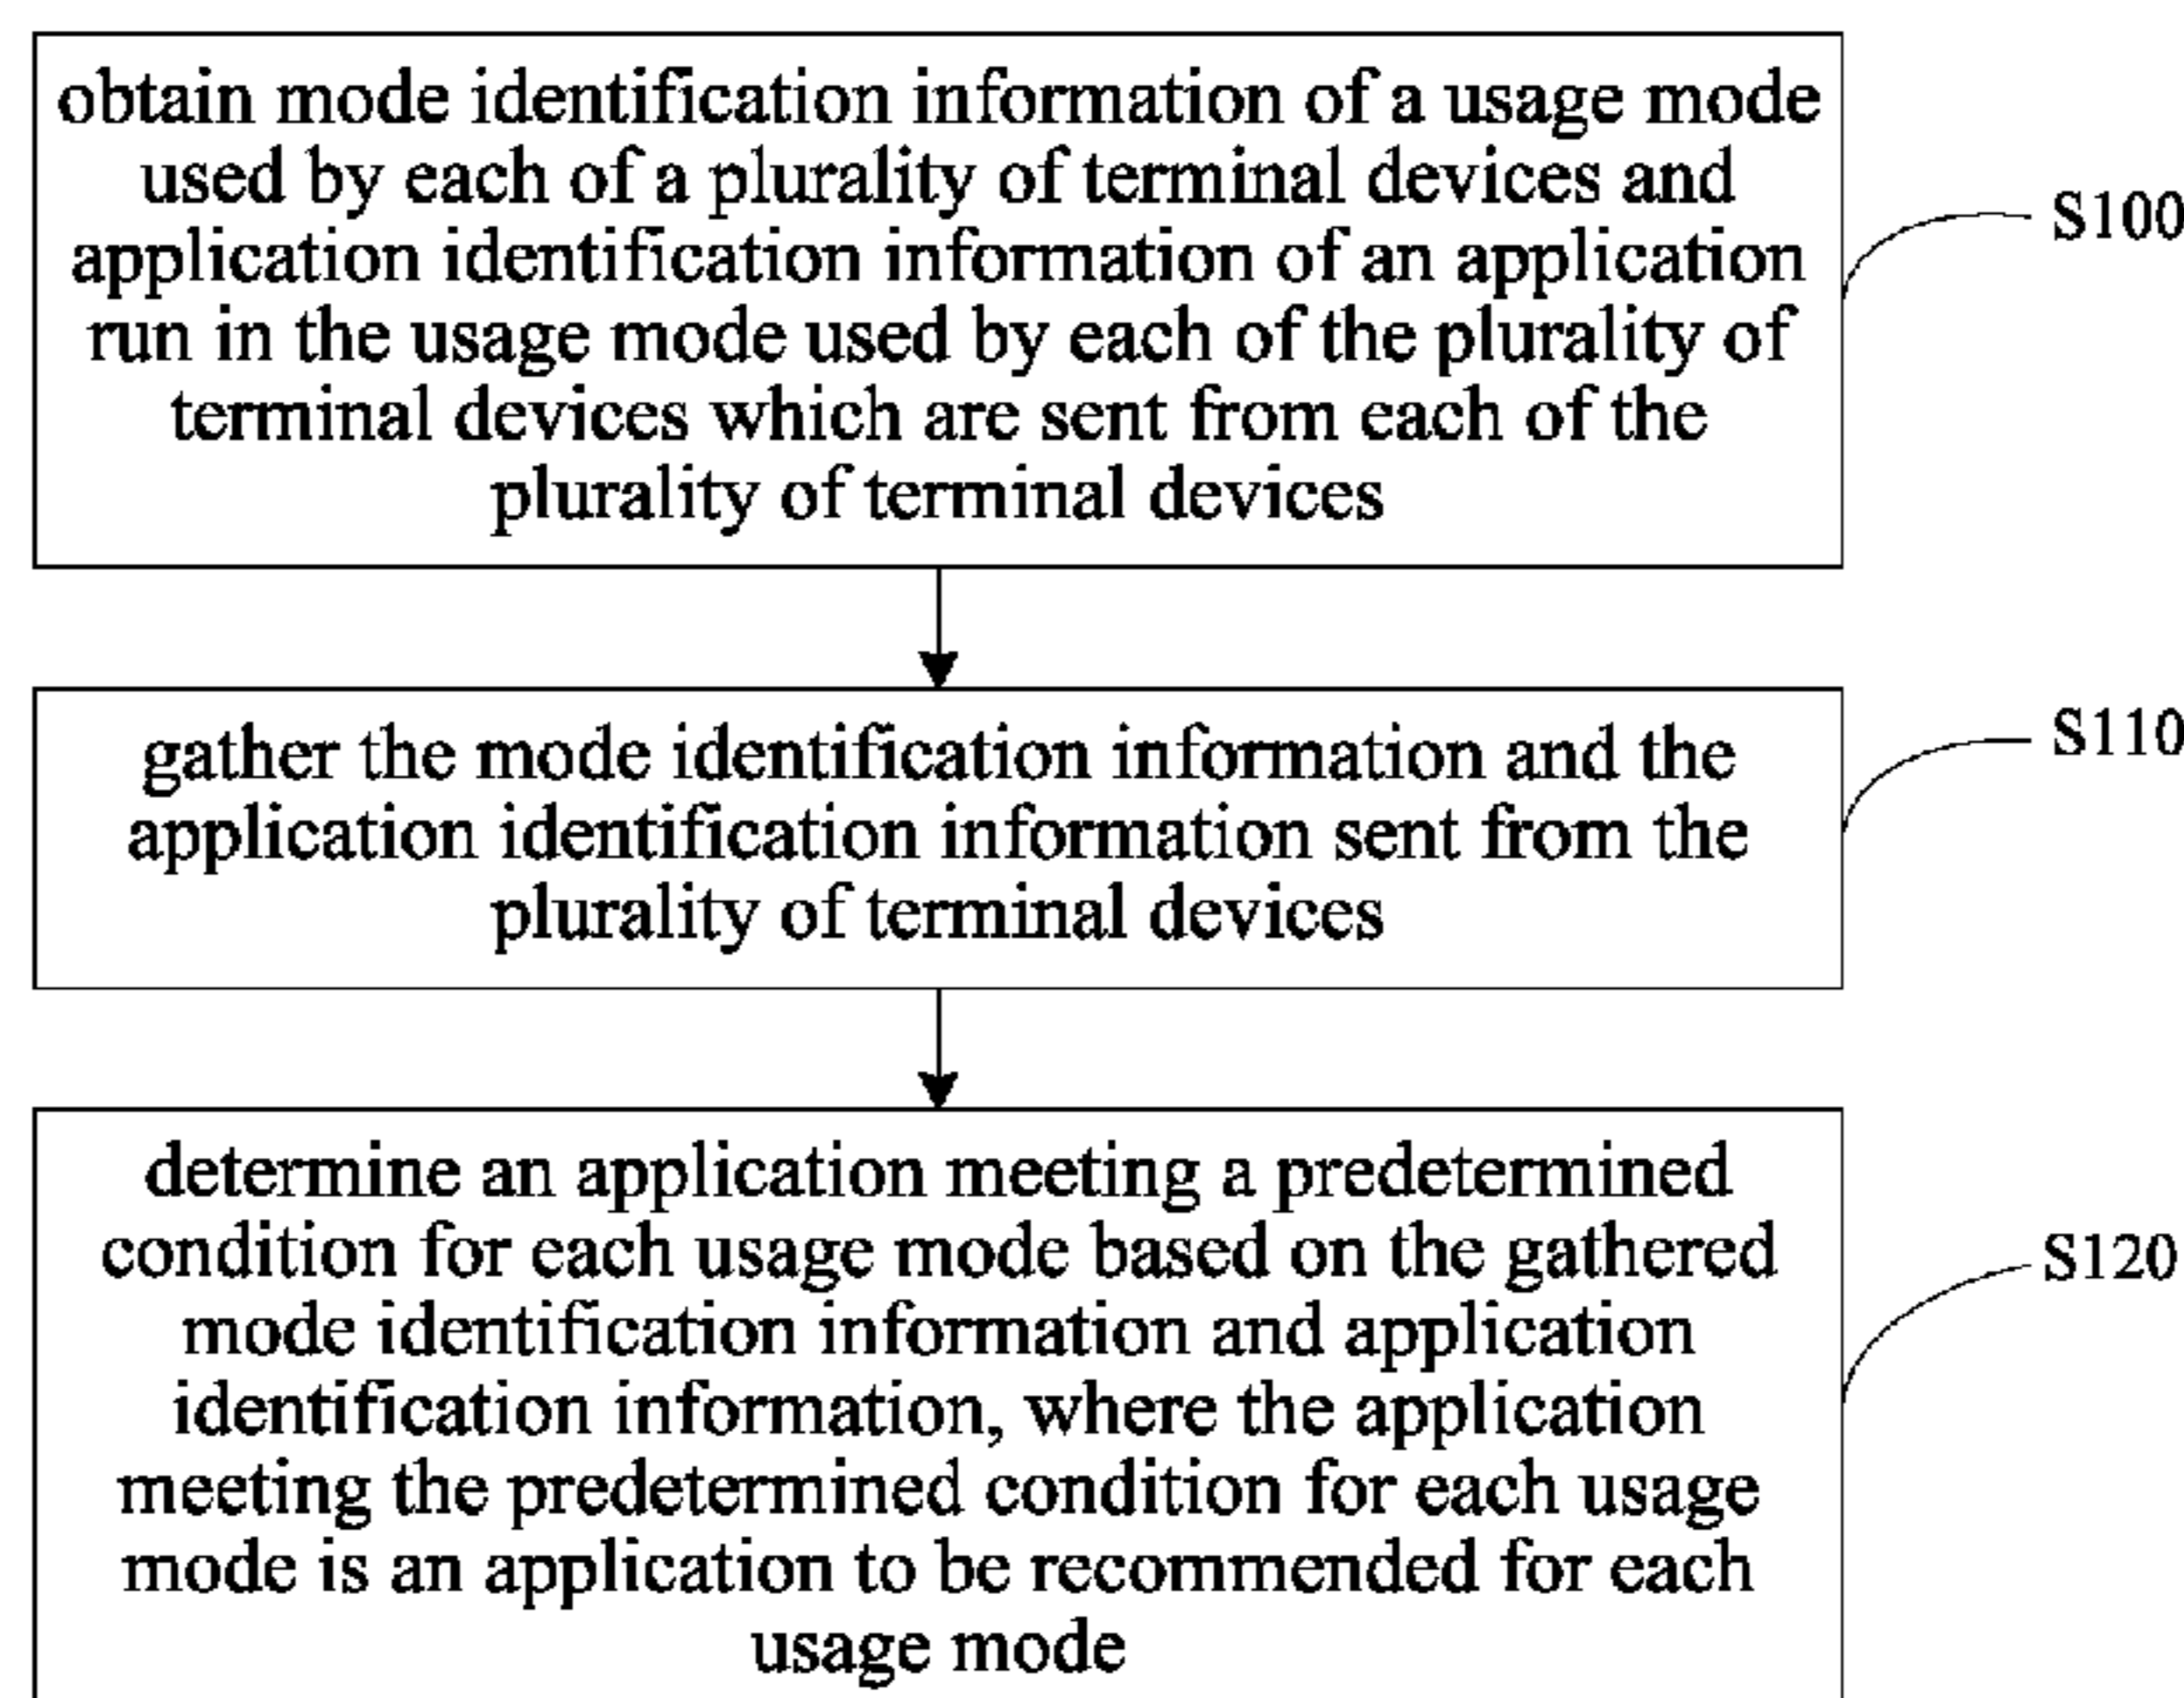 obtain mode identification information of a usage mode
used by each of a plurality of terminal devices and
application identification information of an application
run in the usage mode used by each of the plurality of
terminal devices which are sent from each of the
plurality of terminal devices
S100
gather the mode identification information and the
application identification information sent from the
plurality of terminal devices
S110
determine an application meeting a predetermined
condition for each usage mode based on the gathered
mode identification information and application
identification information, where the application
meeting the predetermined condition for each usage
mode is an application to be recommended for each
usage mode
S120